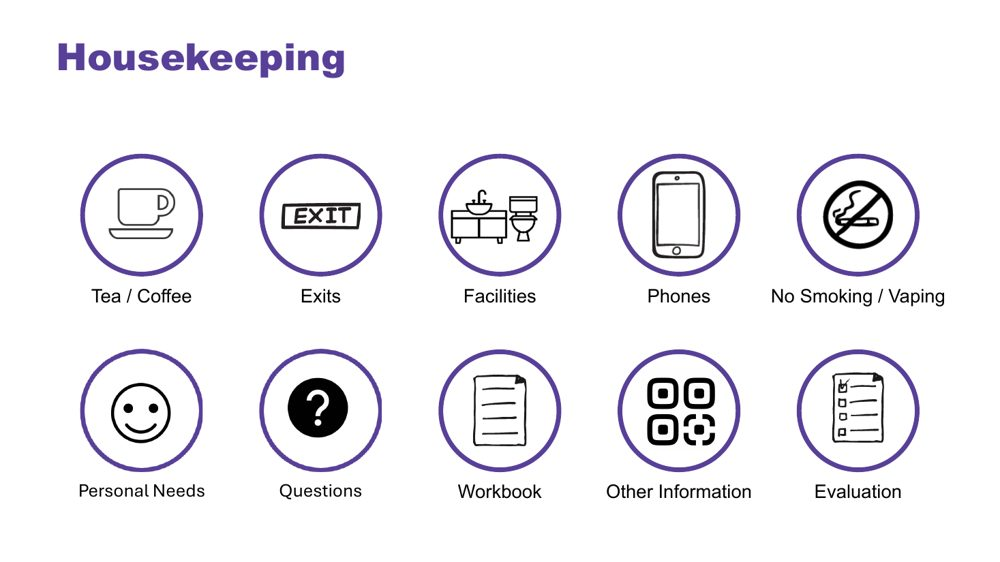 Housekeeping
EXIT
Tea / Coffee
Exits
Facilities
Phones
No Smoking / Vaping
?
Personal Needs
Questions
Workbook
Other Information
Evaluation